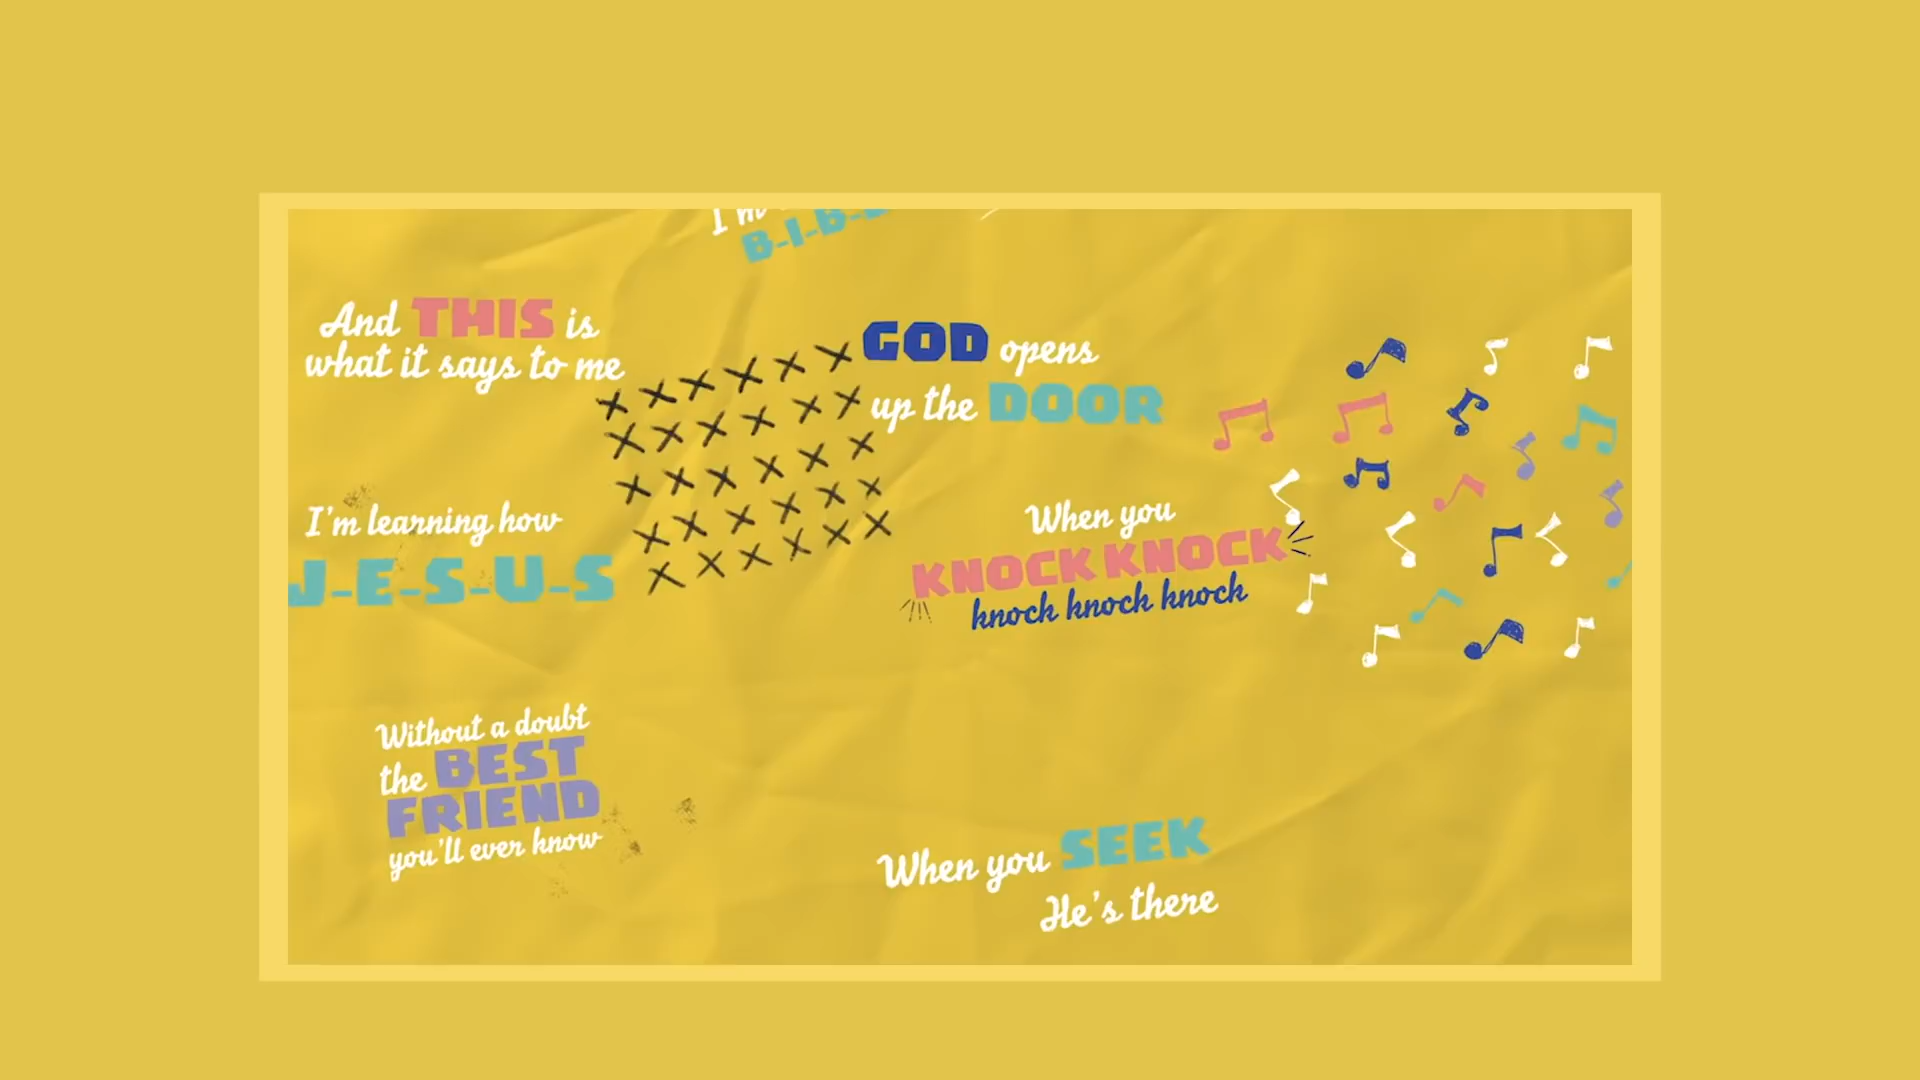 I'm
B-I-B-
And THIS is
what it says to me
I'm learning how
J-E-S-U-S
Without a doubt
the BEST
FRIEND
you'll ever know
GOD opens
up the DOOR
When you
KNOCK KNOCK
knock knock knock
When you SEEK
He's there